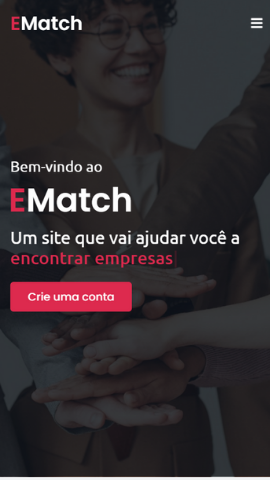 EMatch
Bem-vindo ao
EMatch
Um site que vai ajudar você a
encontrar empresas
Crie uma conta